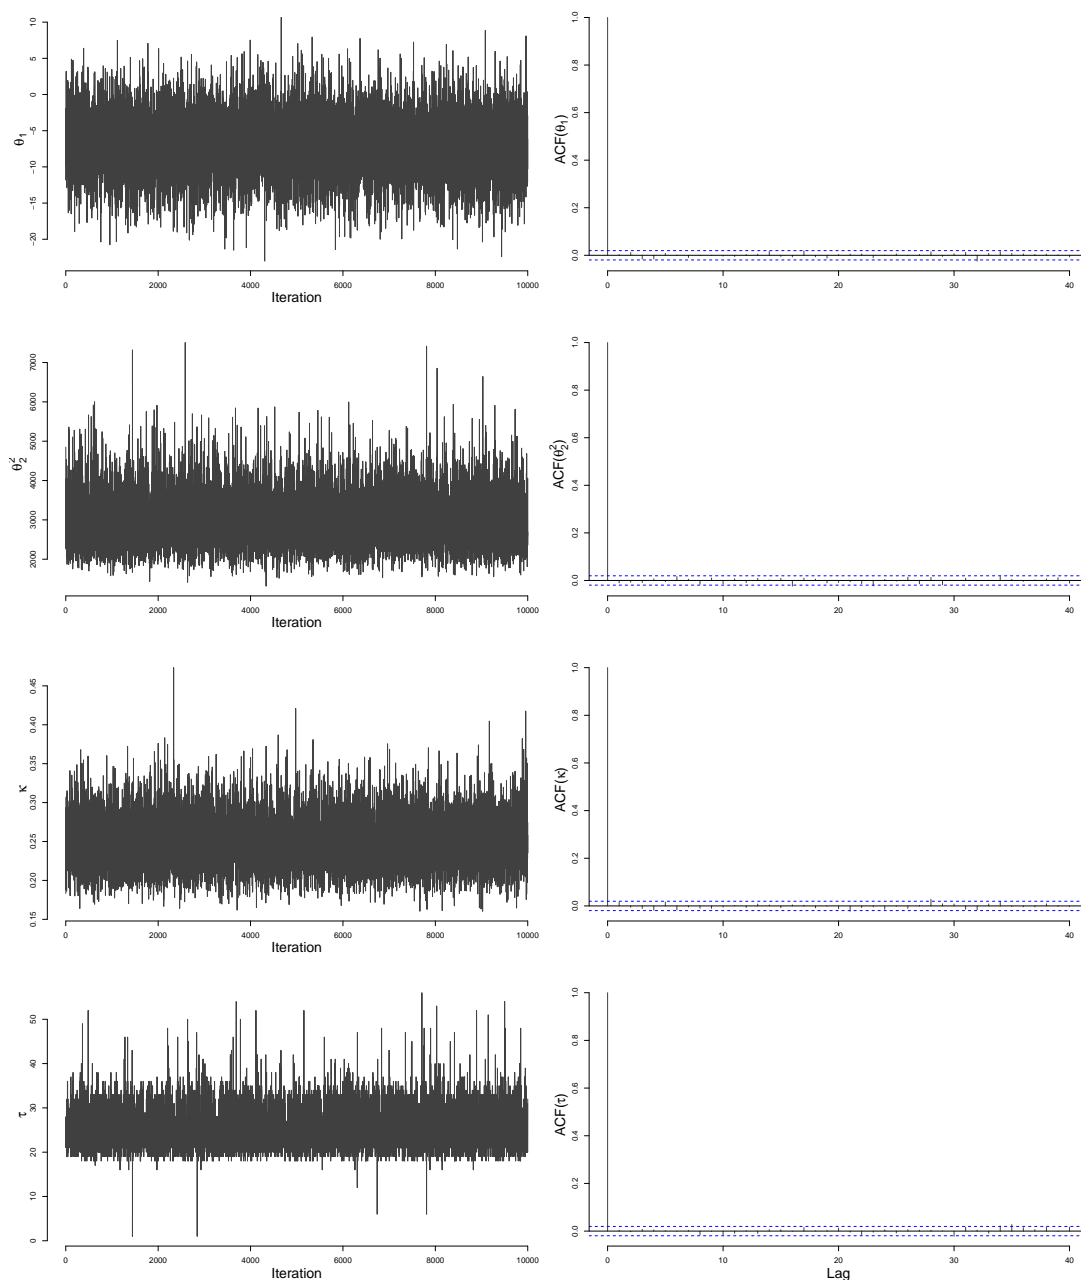 θ1
−20 −15 −10 −5 0 5 10
0 2000 4000 6000 8000 10000
Iteration
ACF(θ1)
0.0 0.2 0.4 0.6 0.8 1.0
0 10 20 30 40
θ2^2
2000 3000 4000 5000 6000 7000
0 2000 4000 6000 8000 10000
Iteration
ACF(θ2^2)
0.0 0.2 0.4 0.6 0.8 1.0
0 10 20 30 40
κ
0.15 0.20 0.25 0.30 0.35 0.40 0.45
0 2000 4000 6000 8000 10000
Iteration
ACF(κ)
0.0 0.2 0.4 0.6 0.8 1.0
0 10 20 30 40
τ
0 10 20 30 40 50
0 2000 4000 6000 8000 10000
Iteration
ACF(τ)
0.0 0.2 0.4 0.6 0.8 1.0
0 10 20 30 40
Lag